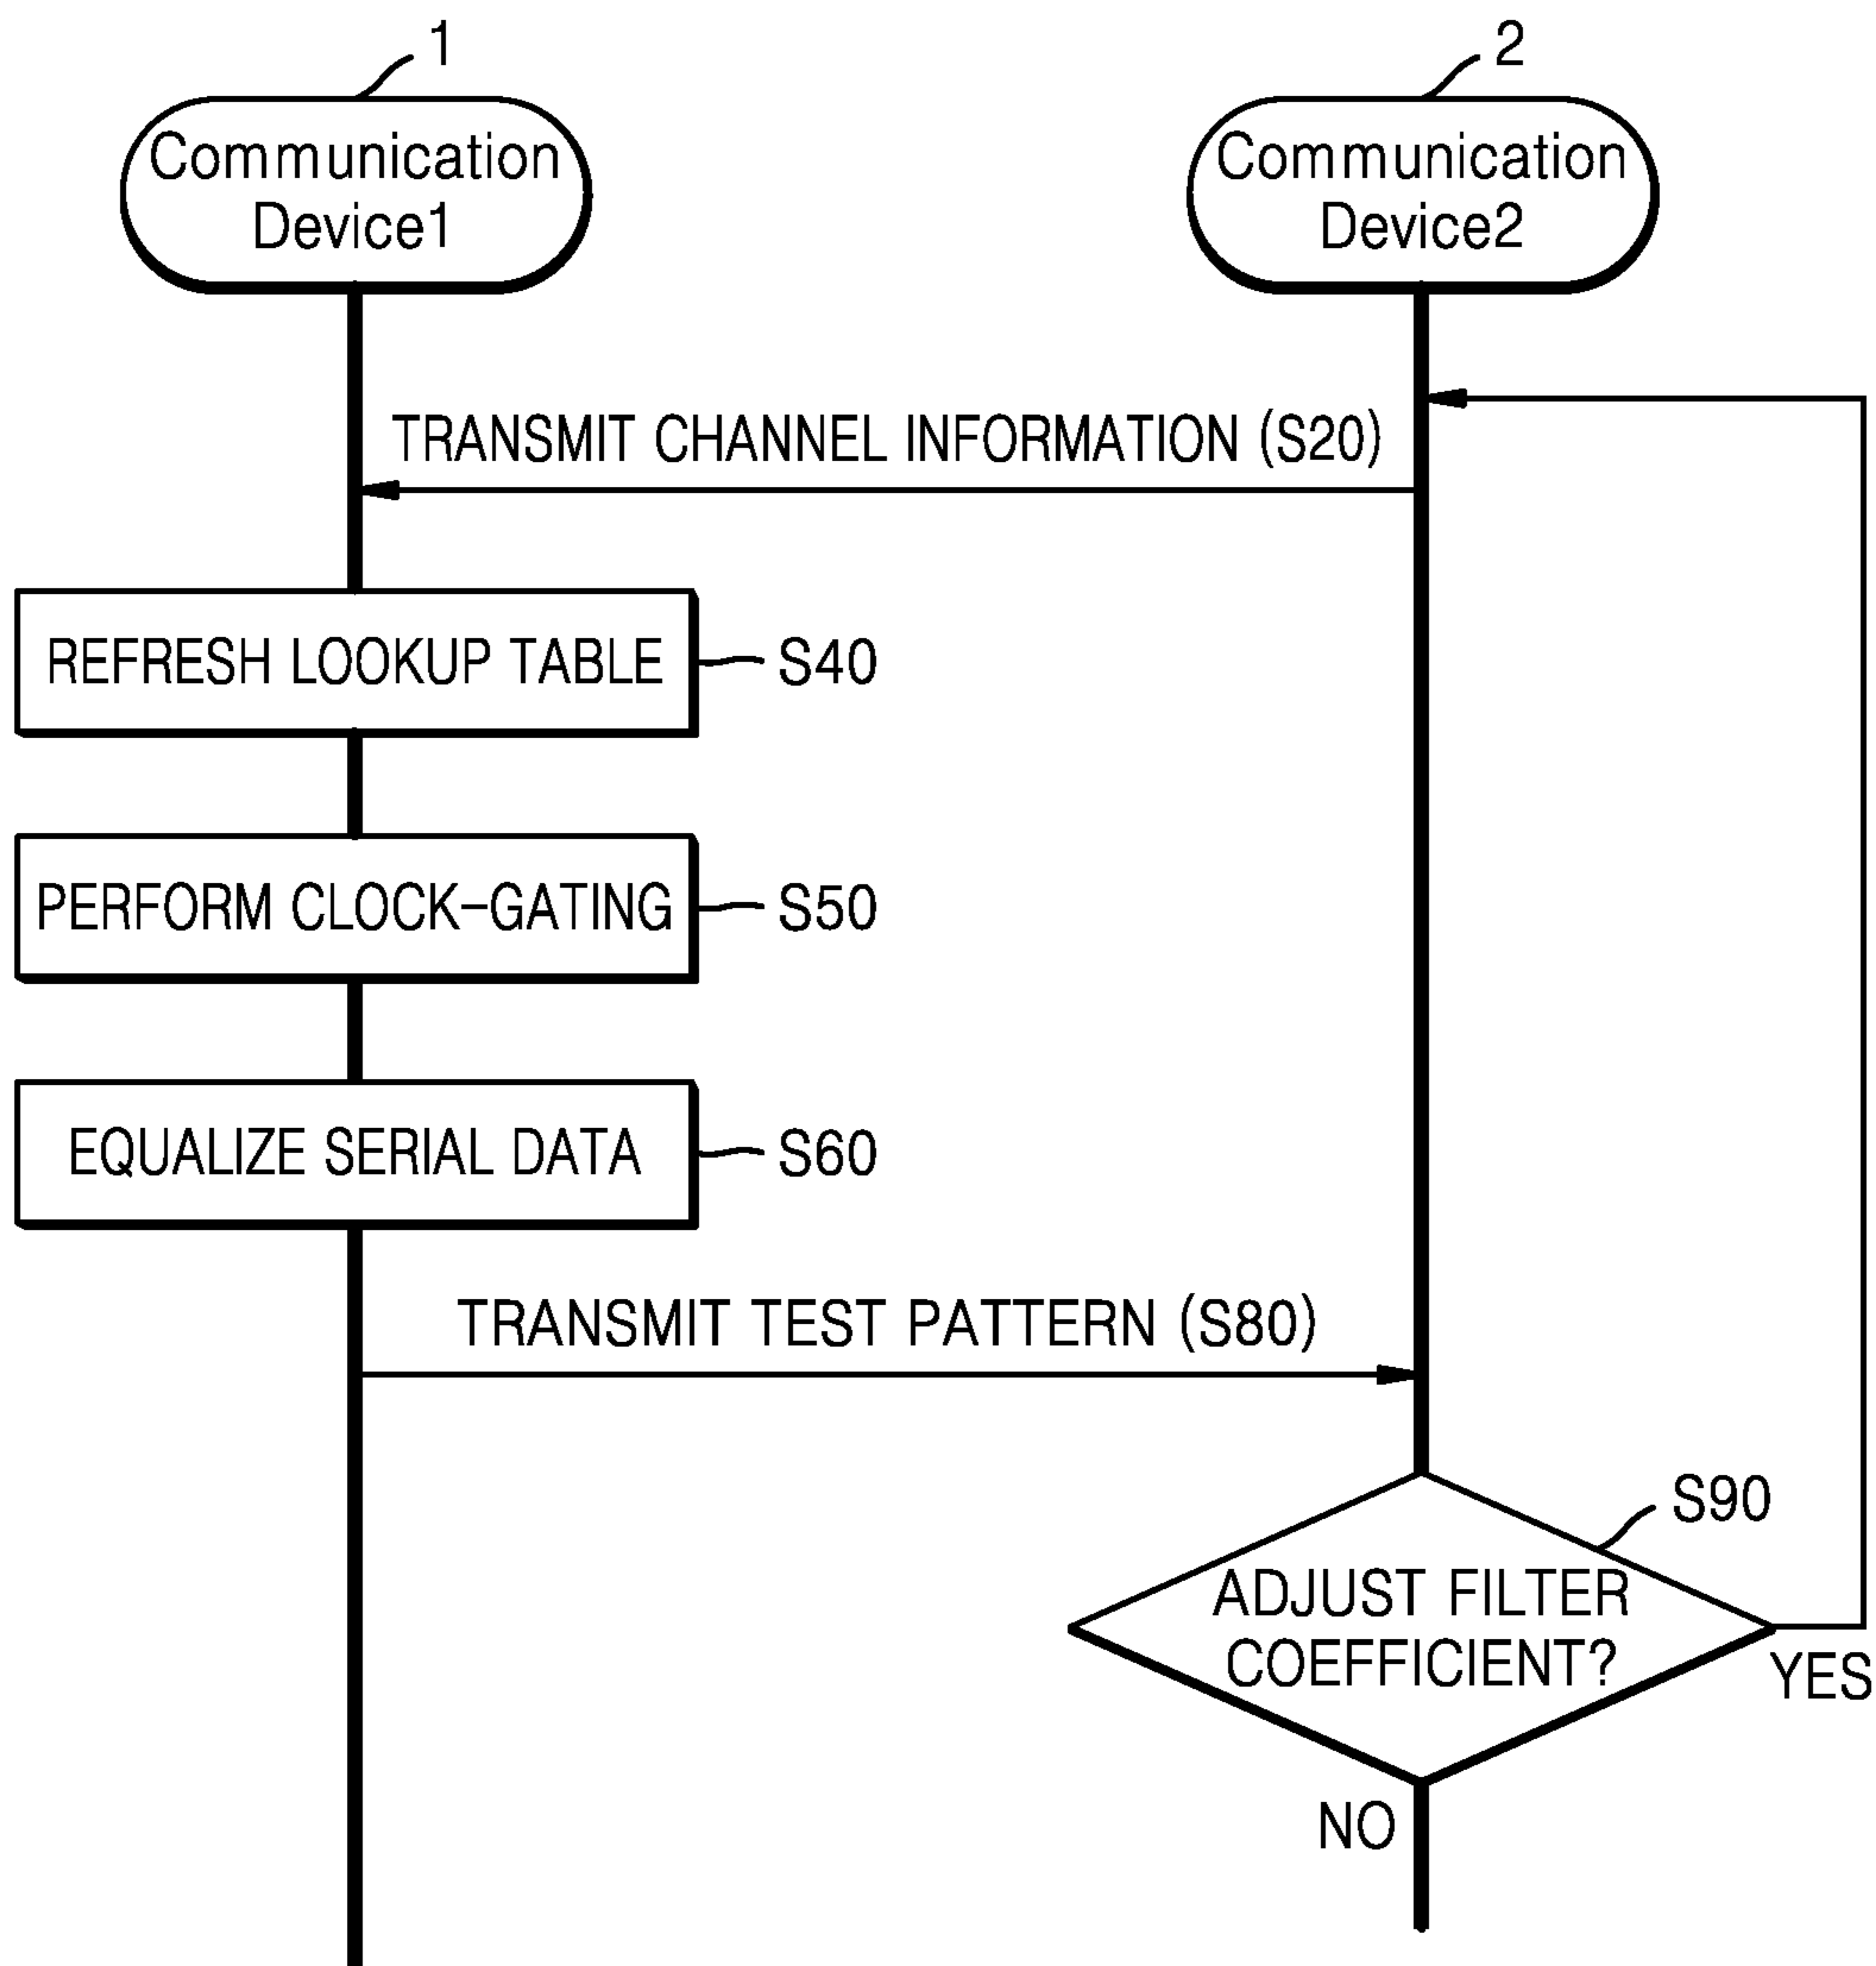 1
2
Communication
Device1
Communication
Device2
TRANSMIT CHANNEL INFORMATION (S20)
REFRESH LOOKUP TABLE
S40
PERFORM CLOCK-GATING
S50
EQUALIZE SERIAL DATA
S60
TRANSMIT TEST PATTERN (S80)
S90
ADJUST FILTER
COEFFICIENT?
YES
NO